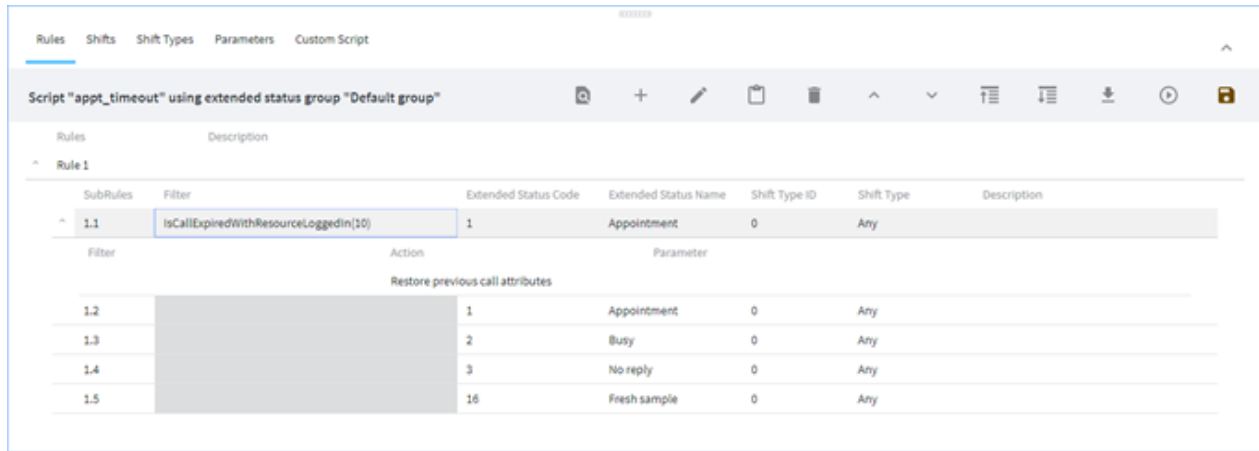 Rules Shifts Shift Types Parameters Custom Script
Script "appt_timeout" using extended status group "Default group"
Rules Description
Rule 1
SubRules Filter Extended Status Code Extended Status Name Shift Type ID Shift Type Description
1.1 IsCallExpiredWithResourceLoggedIn(10) 1 Appointment 0 Any
Filter Action Parameter
Restore previous call attributes
1.2 1 Appointment 0 Any
1.3 2 Busy 0 Any
1.4 3 No reply 0 Any
1.5 16 Fresh sample 0 Any